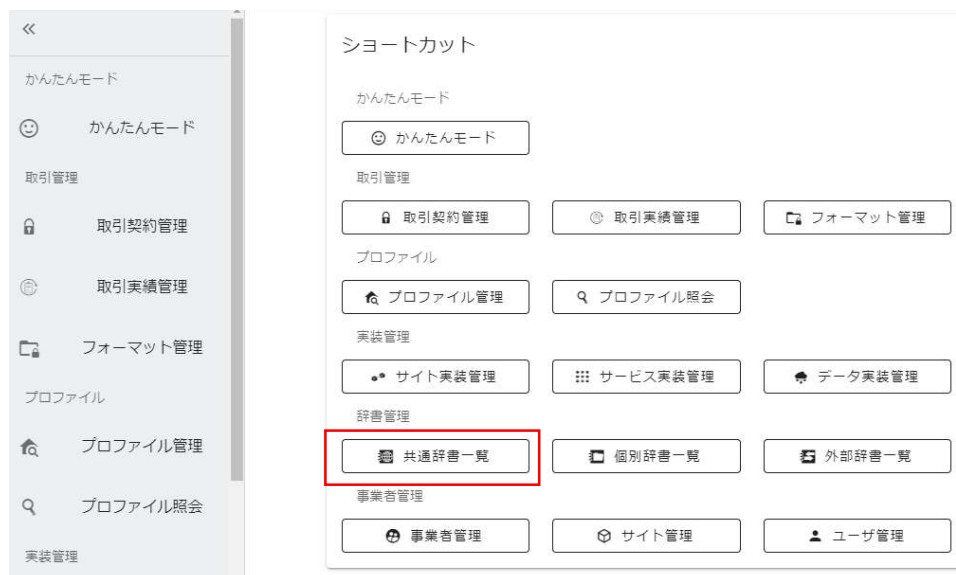 かんたんモード
かんたんモード
取引管理
取引契約管理
取引実績管理
フォーマット管理
プロファイル
プロファイル管理
プロファイル照会
実装管理
ショートカット
かんたんモード
かんたんモード
取引管理
取引契約管理 取引実績管理 フォーマット管理
プロファイル
プロファイル管理 プロファイル照会
実装管理
サイト実装管理 サービス実装管理 データ実装管理
辞書管理
共通辞書一覧 個別辞書一覧 外部辞書一覧
事業者管理
事業者管理 サイト管理 ユーザ管理